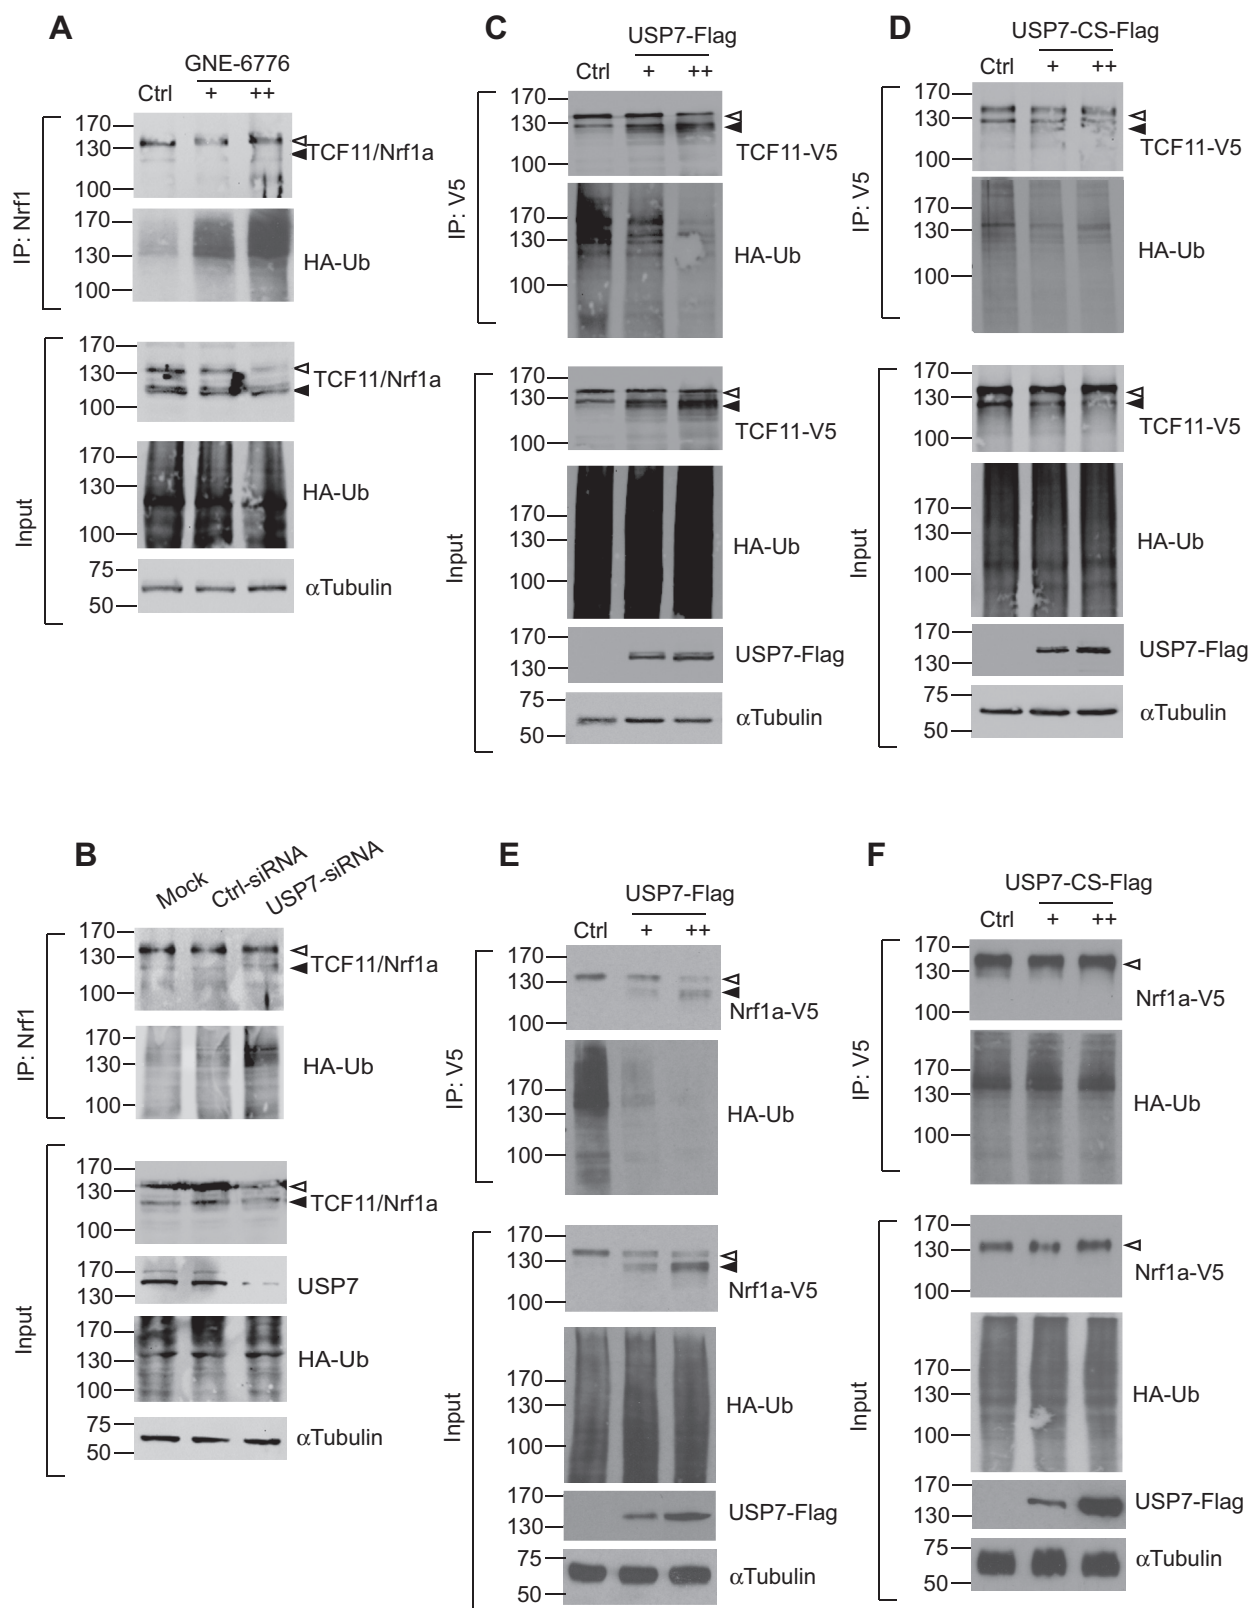 A
GNE-6776
Ctrl + ++
IP: Nrf1
170
130
100
TCF11/Nrf1a
170
130
100
HA-Ub
Input
170
130
100
TCF11/Nrf1a
170
130
100
HA-Ub
75
50
αTubulin
C
USP7-Flag
Ctrl + ++
IP: V5
170
130
100
TCF11-V5
170
130
100
HA-Ub
Input
170
130
100
TCF11-V5
170
130
100
HA-Ub
170
130
USP7-Flag
75
50
αTubulin
D
USP7-CS-Flag
Ctrl + ++
IP: V5
170
130
100
TCF11-V5
170
130
100
HA-Ub
Input
170
130
100
TCF11-V5
170
130
100
HA-Ub
170
130
USP7-Flag
75
50
αTubulin
B
Mock Ctrl-siRNA USP7-siRNA
IP: Nrf1
170
130
100
TCF11/Nrf1a
170
130
100
HA-Ub
Input
170
130
100
TCF11/Nrf1a
170
130
USP7
170
130
100
HA-Ub
75
50
αTubulin
E
USP7-Flag
Ctrl + ++
IP: V5
170
130
100
Nrf1a-V5
170
130
100
HA-Ub
Input
170
130
100
Nrf1a-V5
170
130
100
HA-Ub
170
130
USP7-Flag
75
50
αTubulin
F
USP7-CS-Flag
Ctrl + ++
IP: V5
170
130
100
Nrf1a-V5
170
130
100
HA-Ub
Input
170
130
100
Nrf1a-V5
170
130
100
HA-Ub
170
130
USP7-Flag
75
50
αTubulin